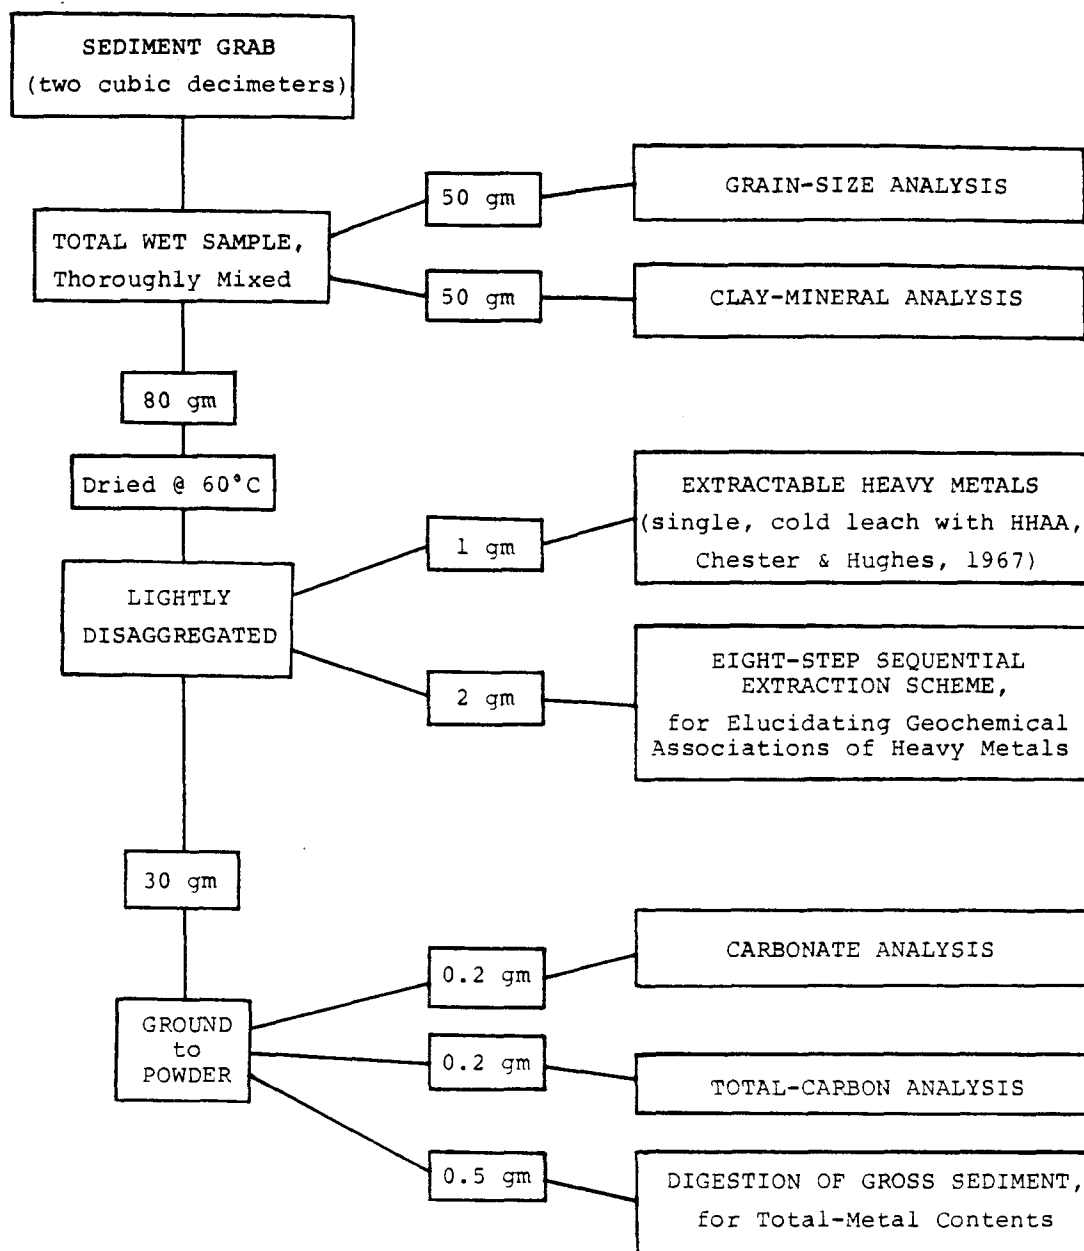 SEDIMENT GRAB
(two cubic decimeters)
50 gm
GRAIN-SIZE ANALYSIS
TOTAL WET SAMPLE,
Thoroughly Mixed
50 gm
CLAY-MINERAL ANALYSIS
80 gm
Dried @ 60°C
EXTRACTABLE HEAVY METALS
(single, cold leach with HHAA,
Chester & Hughes, 1967)
1 gm
LIGHTLY
DISAGGREGATED
2 gm
EIGHT-STEP SEQUENTIAL
EXTRACTION SCHEME,
for Elucidating Geochemical
Associations of Heavy Metals
30 gm
0.2 gm
CARBONATE ANALYSIS
GROUND
to
POWDER
0.2 gm
TOTAL-CARBON ANALYSIS
0.5 gm
DIGESTION OF GROSS SEDIMENT,
for Total-Metal Contents